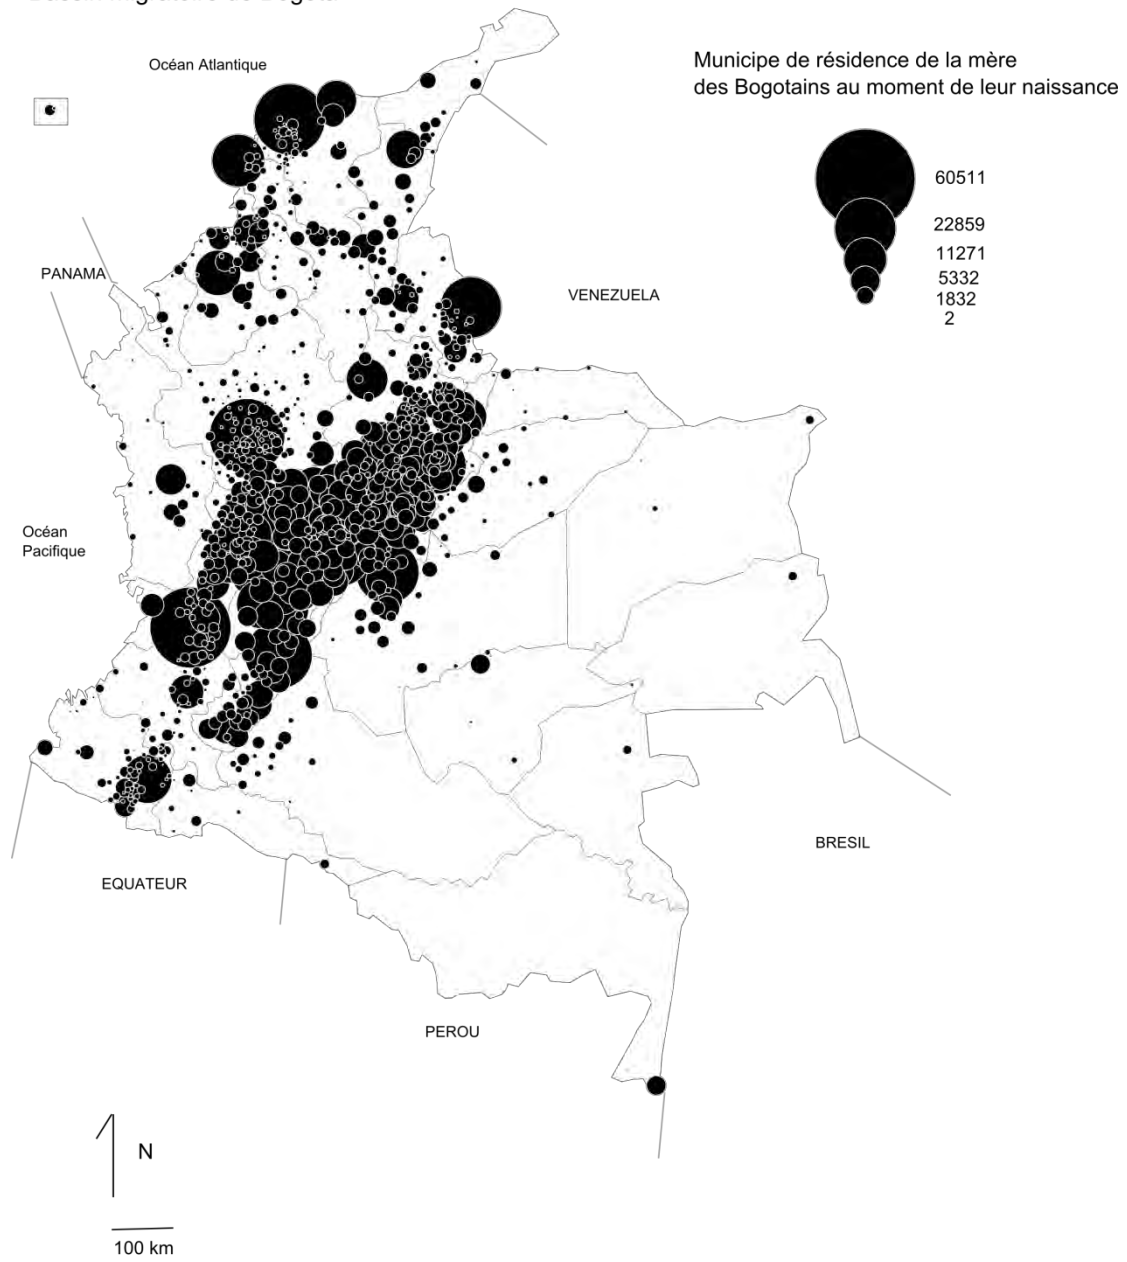 Océan Atlantique
Municipe de résidence de la mère
des Bogotains au moment de leur naissance
60511
22859
11271
5332
1832
2
PANAMA
VENEZUELA
Océan
Pacifique
BRESIL
EQUATEUR
PEROU
N
100 km